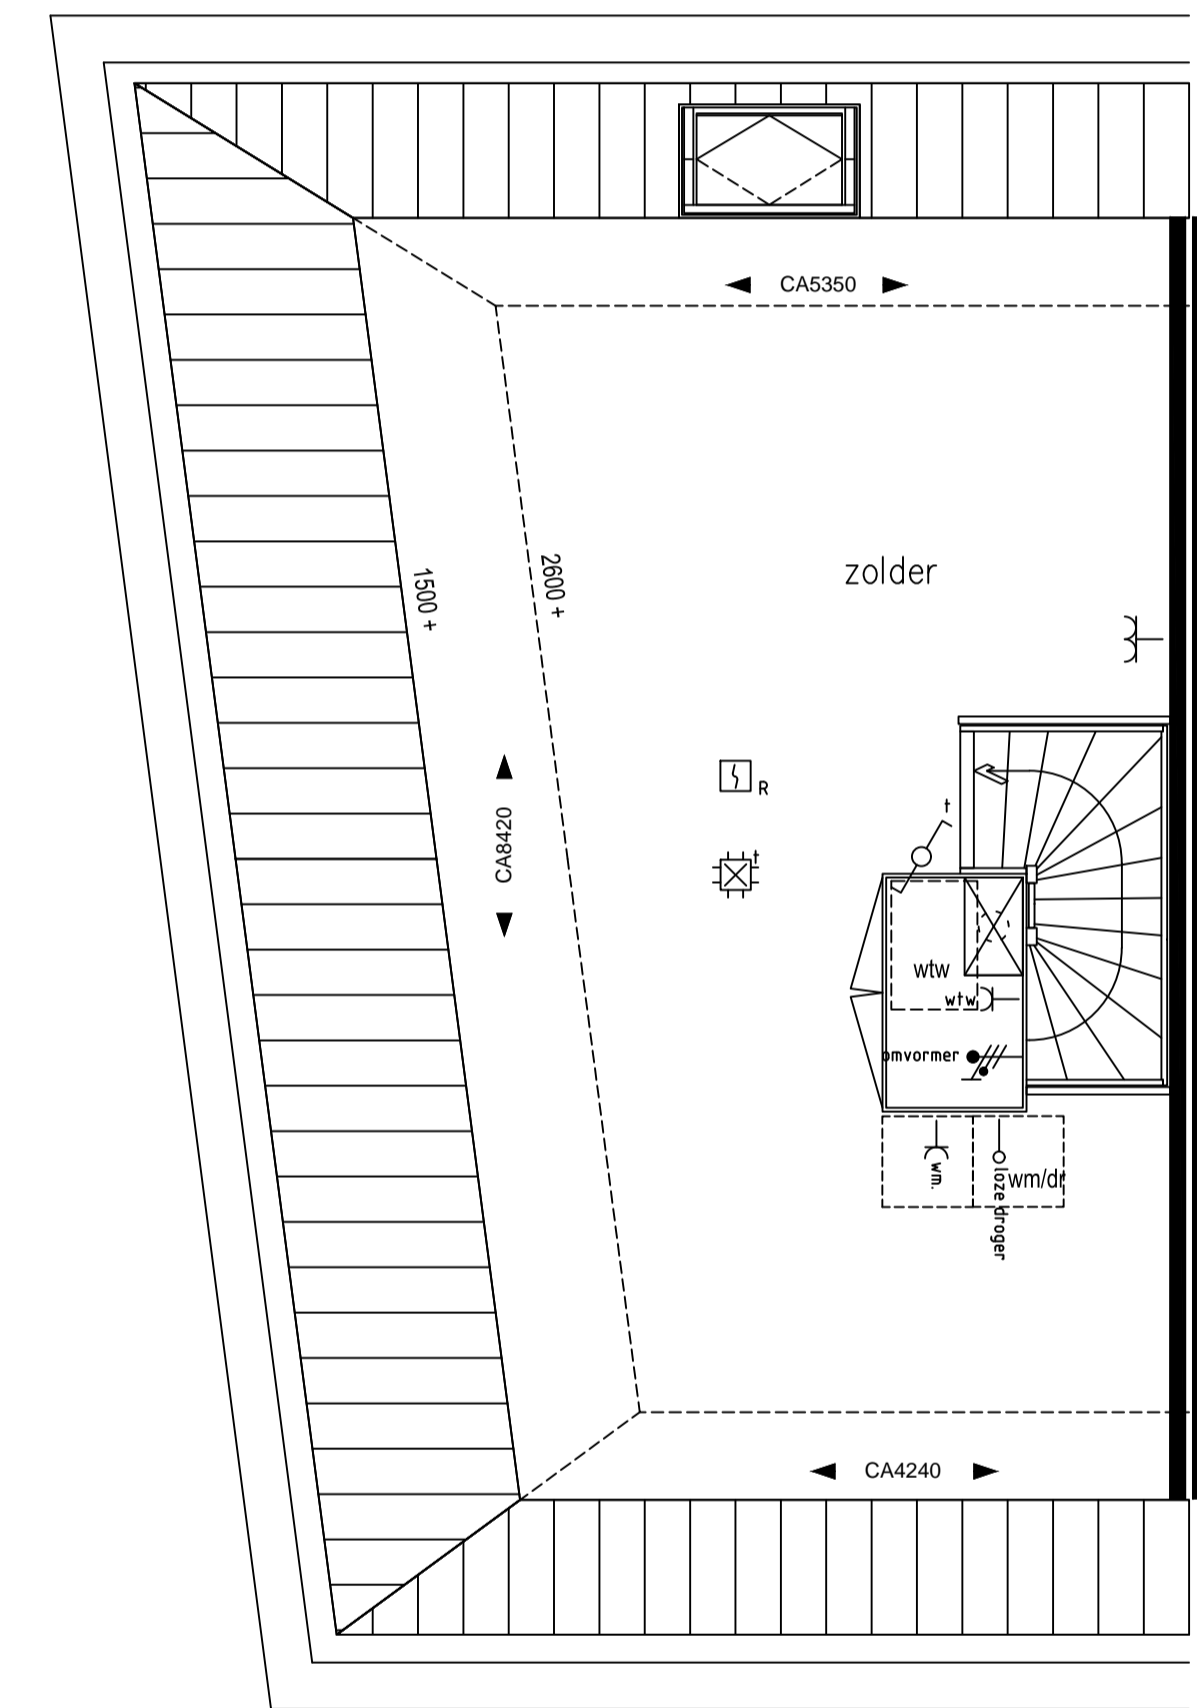 CA5350
1500 +
2600 +
zolder
R
CA8420
t
t
wtw
wtw
omvormer
wm.
loze droger
wm/dr
CA4240